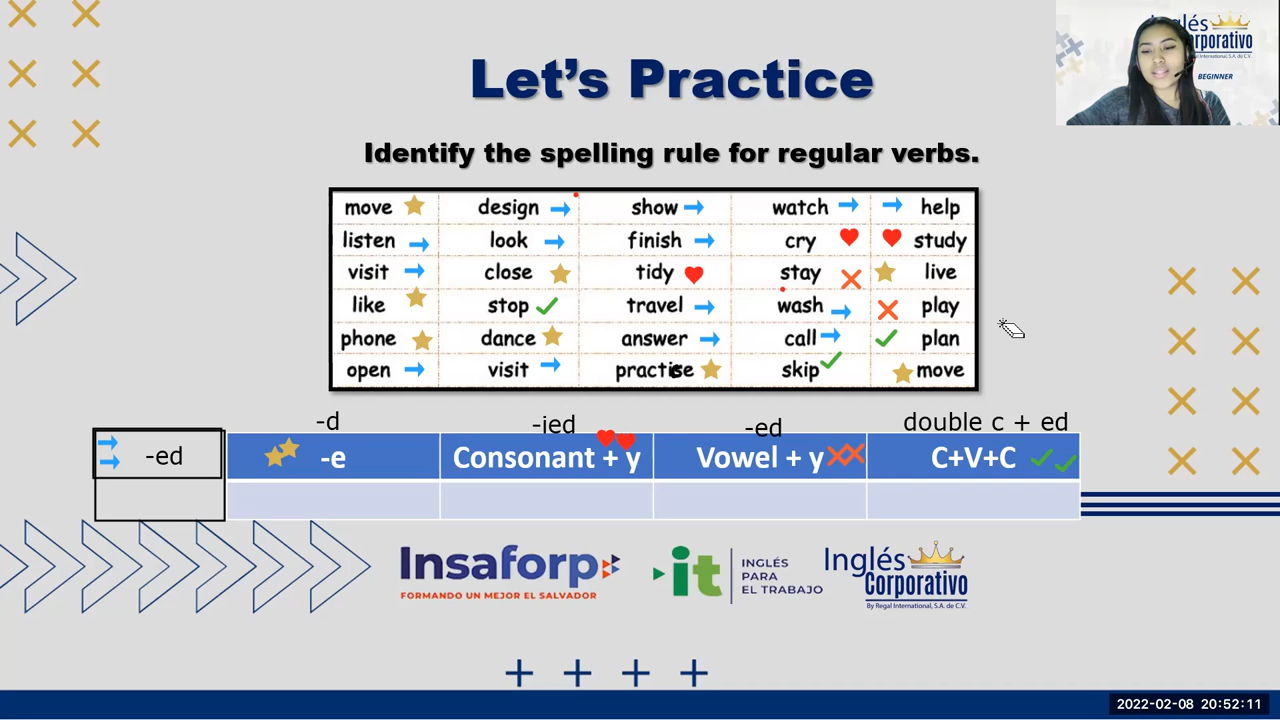 Inglés
Corporativo
By Regal International, S.A. de C.V.
BEGINNER
Let's Practice
Identify the spelling rule for regular verbs.
move design show watch help
listen look finish cry study
visit close tidy stay live
like stop travel wash play
phone dance answer call plan
open visit practise skip move
-d -ied -ed double c + ed
-ed -e Consonant + y Vowel + y C+V+C
Insaforp
FORMANDO UN MEJOR EL SALVADOR
it
INGLÉS
PARA
EL TRABAJO
Inglés
Corporativo
By Regal International, S.A. de C.V.
2022-02-08 20:52:11